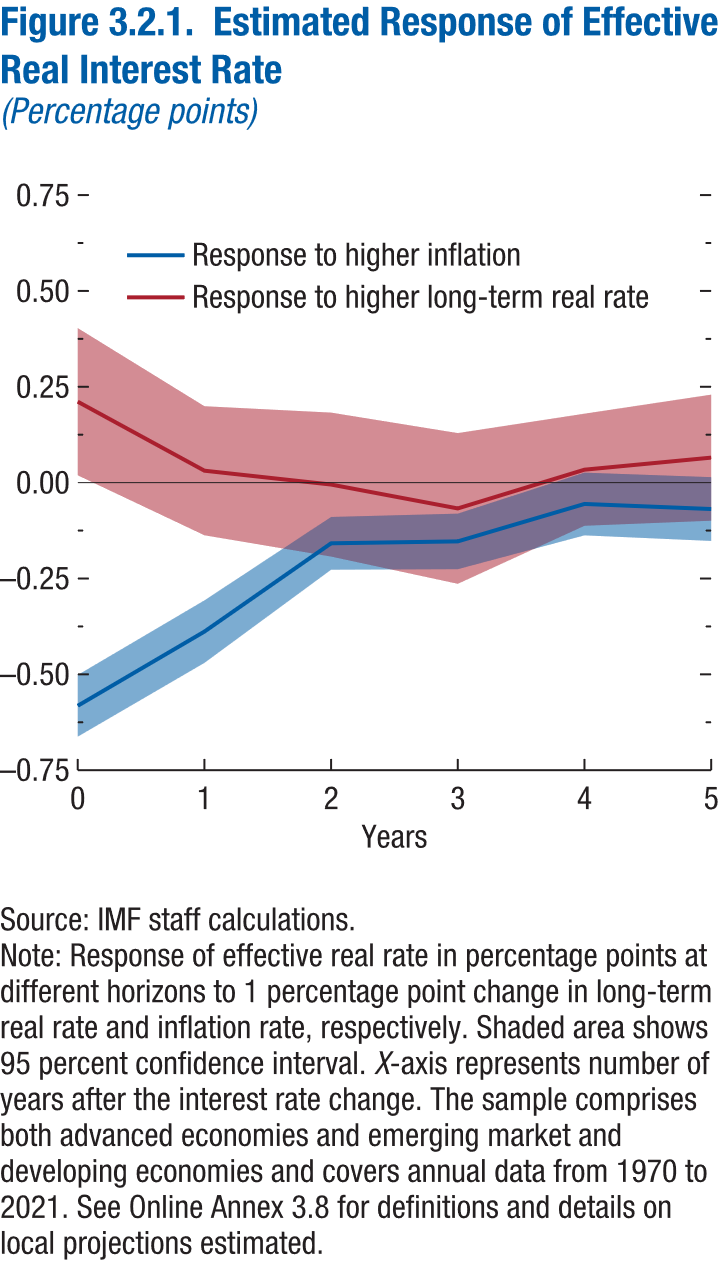 Figure 3.2.1.  Estimated Response of Effective
Real Interest Rate
(Percentage points)
0.75
Response to higher inflation
0.50
Response to higher long-term real rate
0.25
0.00
–0.25
–0.50
–0.75
0 1 2 3 4 5
Years
Source: IMF staff calculations.
Note: Response of effective real rate in percentage points at
different horizons to 1 percentage point change in long-term
real rate and inflation rate, respectively. Shaded area shows
95 percent confidence interval. X-axis represents number of
years after the interest rate change. The sample comprises
both advanced economies and emerging market and
developing economies and covers annual data from 1970 to
2021. See Online Annex 3.8 for definitions and details on
local projections estimated.